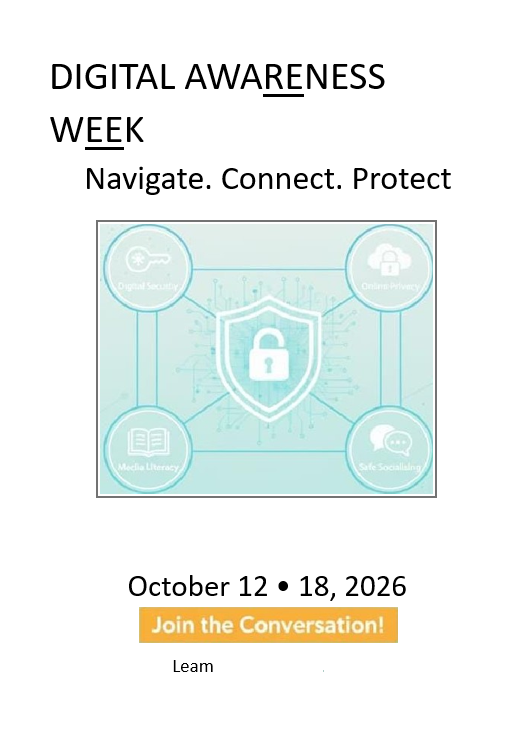 DIGITAL AWARENESS
WEEK
Navigate. Connect. Protect
Digital Security
Online Privacy
Media Literacy
Safe Socializing
October 12 • 18, 2026
Join the Conversation!
Leam